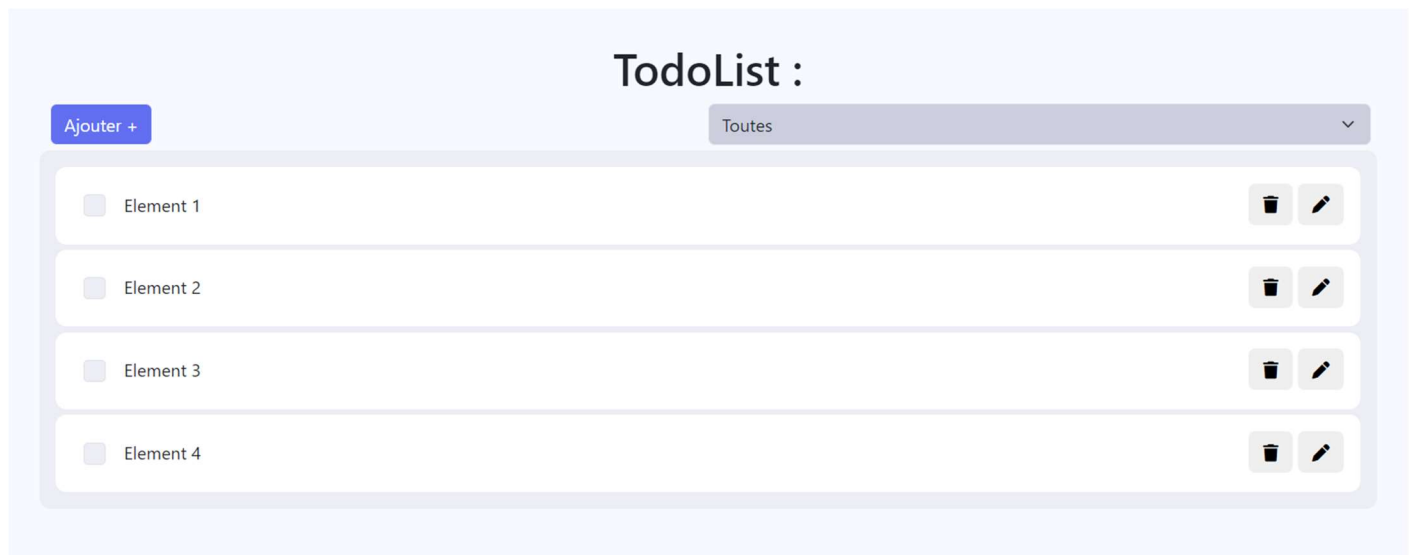 TodoList :
Ajouter +
Toutes
Element 1
Element 2
Element 3
Element 4